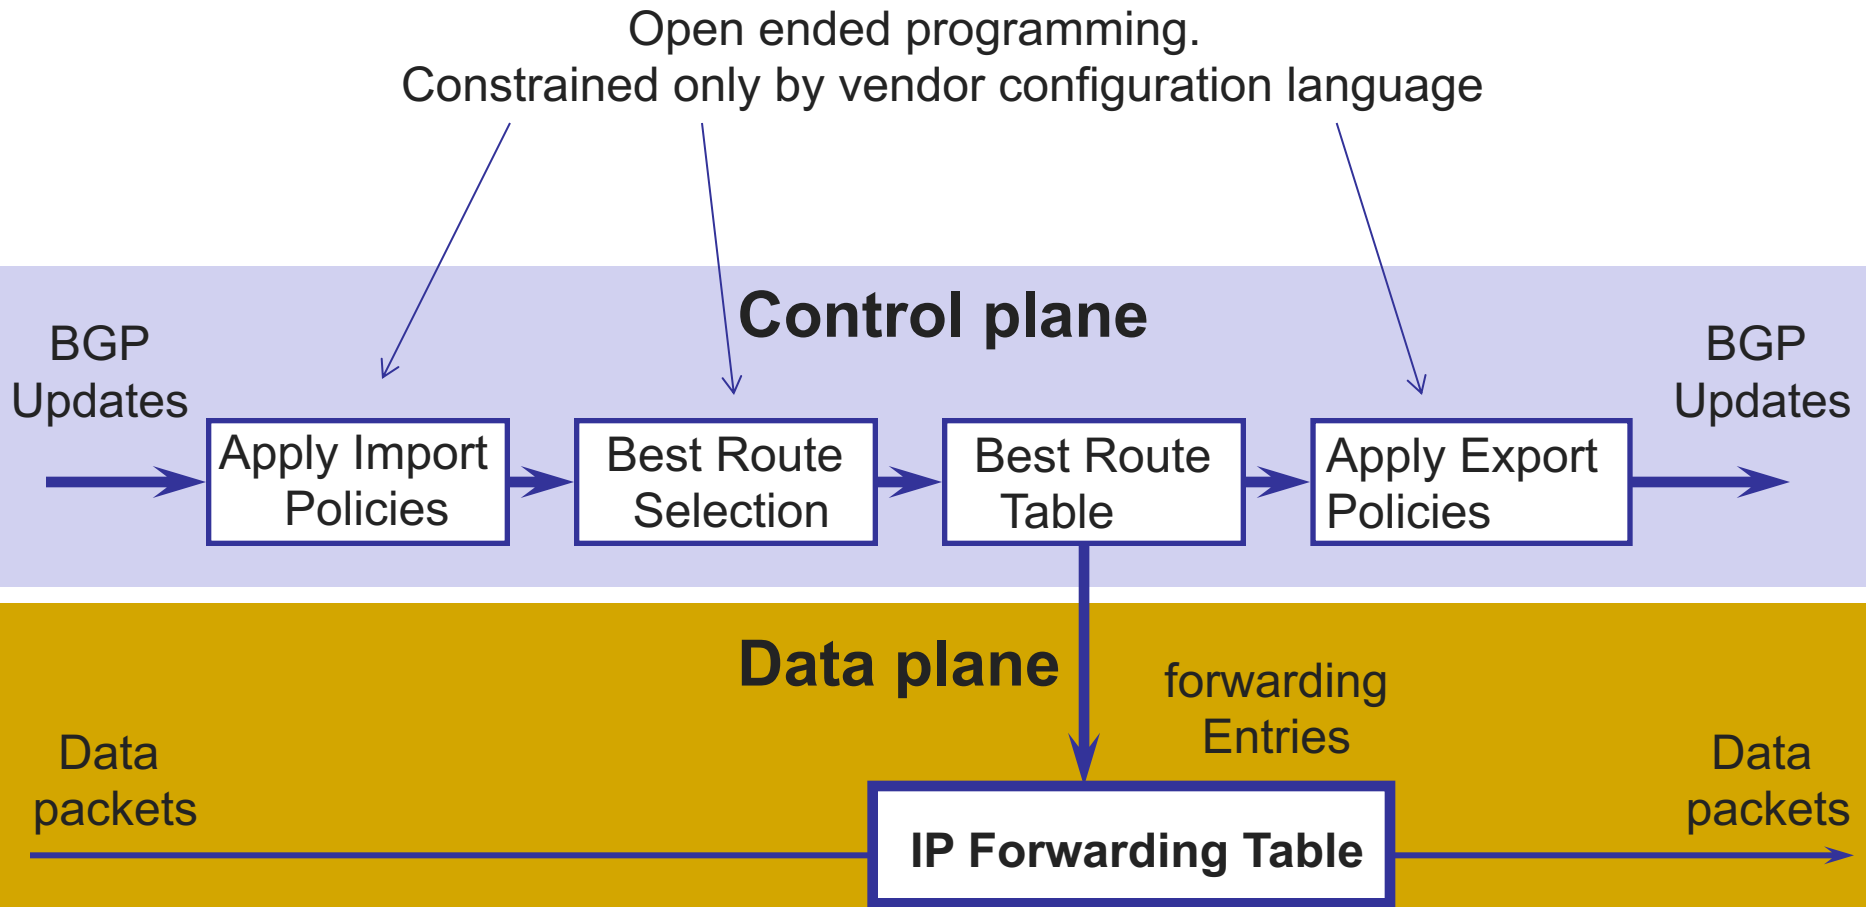 Open ended programming.
Constrained only by vendor configuration language
Control plane
BGP
Updates
BGP
Updates
Apply Import
Policies
Best Route
Selection
Best Route
Table
Apply Export
Policies
Data plane
forwarding
Entries
Data
packets
Data
packets
IP Forwarding Table